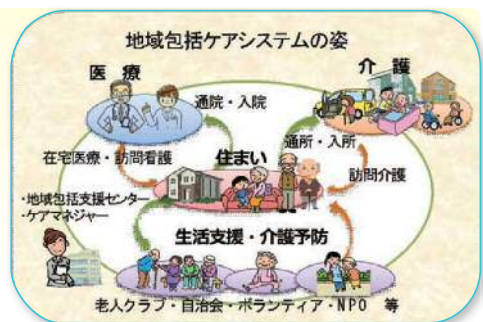 地域包括ケアシステムの姿
医 療
介 護
通院・入院
通所・入所
在宅医療・訪問看護
住まい
訪問介護
・地域包括支援センター
・ケアマネジャー
生活支援・介護予防
老人クラブ・自治会・ボランティア・NPO 等